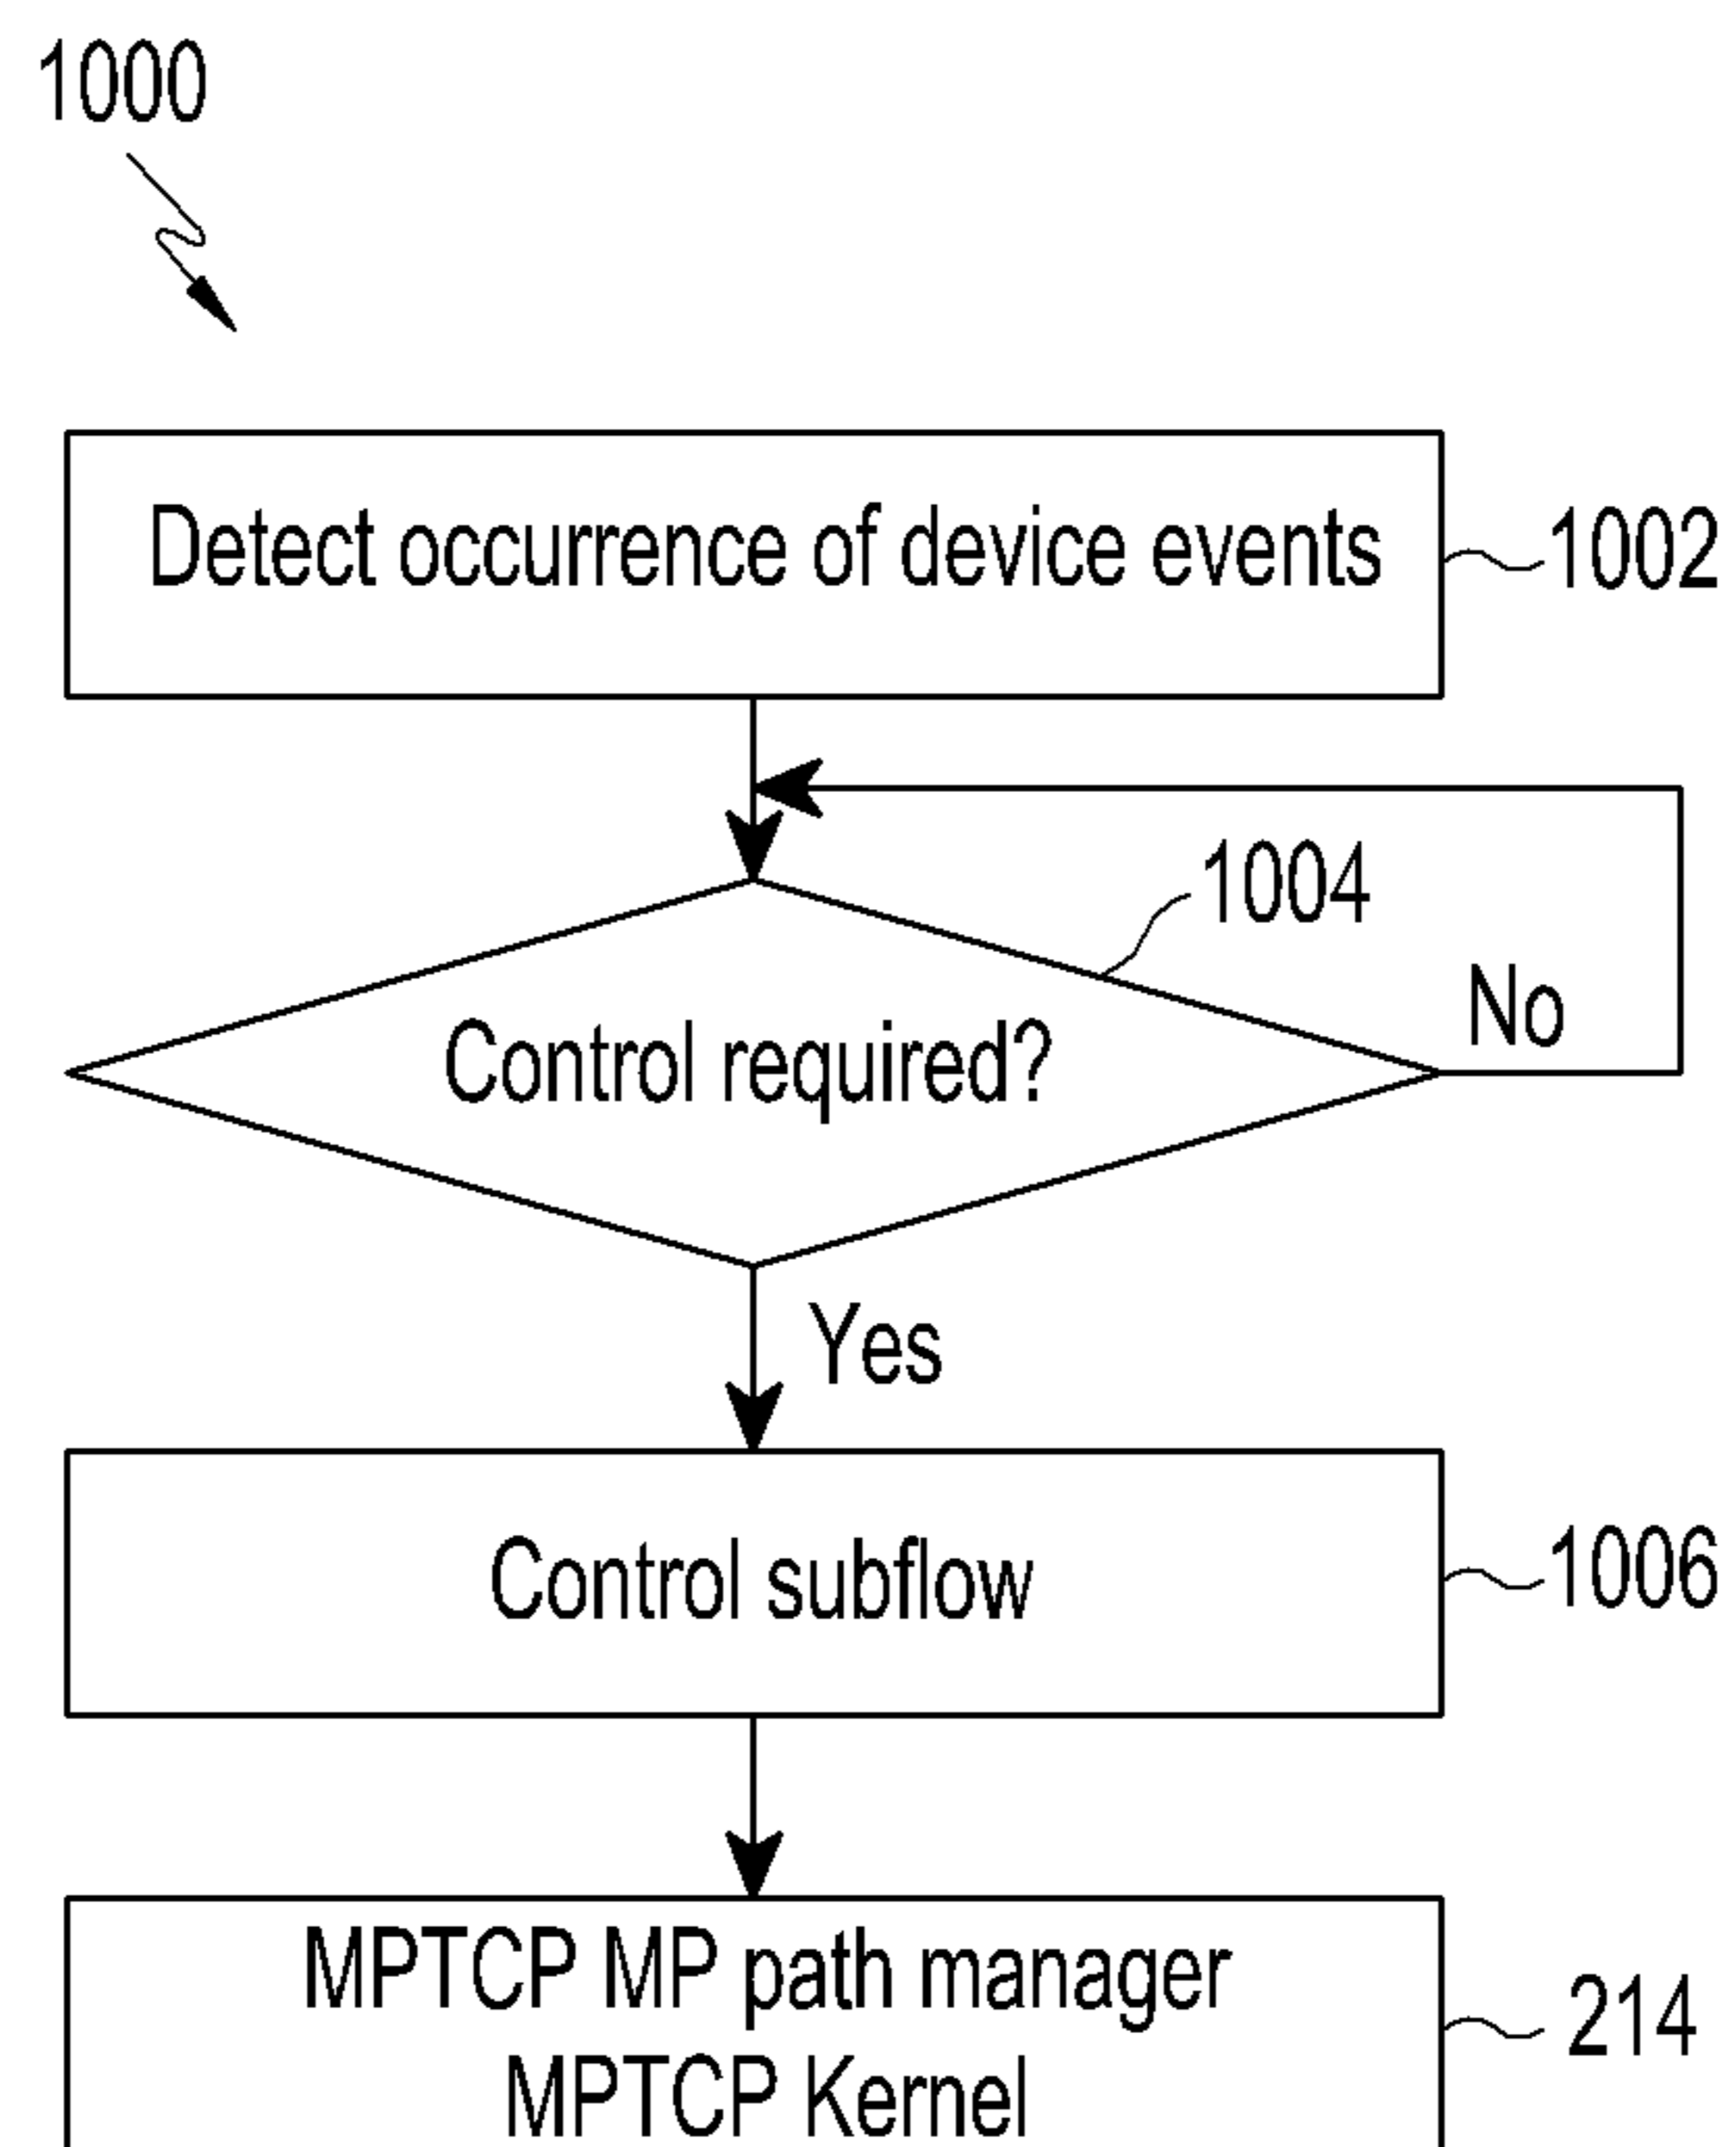 1000
Detect occurrence of device events
1002
1004
Control required?
No
Yes
Control subflow
1006
MPTCP MP path manager
MPTCP Kernel
214